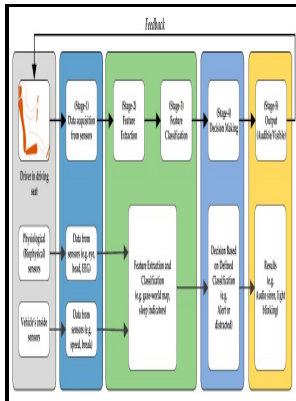 Feedback
(Stage-1)
Data acquisition
from sensors
(Stage-2)
Feature
Extraction
(Stage-3)
Feature
Classification
(Stage-4)
Decision Making
(Stage-5)
Output
(Audible/Visible)
Driver in driving
seat
Physiological
(Biophysical)
sensors
Data from
sensors (e.g. eye,
head, EEG)
Feature Extraction and
Classification
(e.g. gaze-world map,
sleep indicators)
Decision Based
on Defined
Classification
(e.g.
Alert or
distracted)
Results
(e.g.
Audio siren, light
blinking)
Vehicle's inside
sensors
Data from
sensors (e.g.
speed, break)